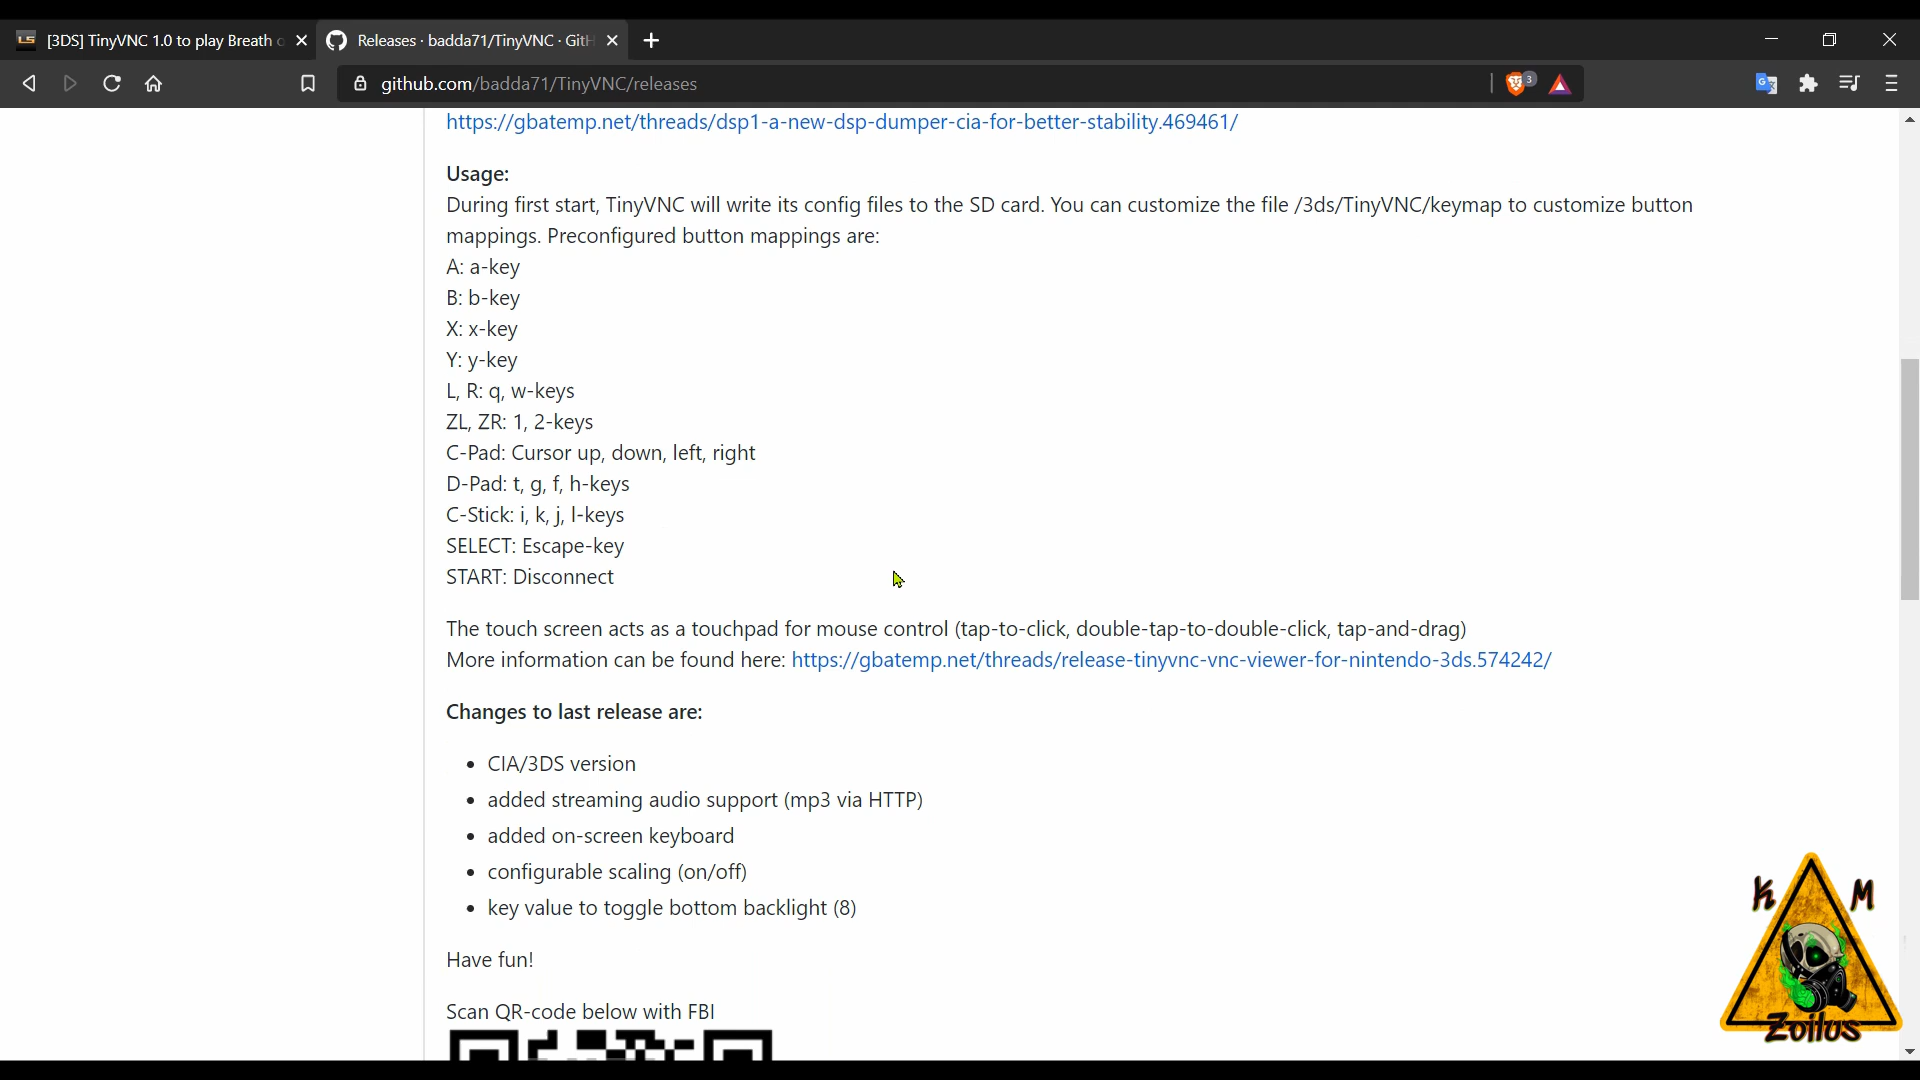 [3DS] TinyVNC 1.0 to play Breath
Releases · badda71/TinyVNC · Git
github.com/badda71/TinyVNC/releases
3
https://gbatemp.net/threads/dsp1-a-new-dsp-dumper-cia-for-better-stability.469461/
Usage:
During first start, TinyVNC will write its config files to the SD card. You can customize the file /3ds/TinyVNC/keymap to customize button
mappings. Preconfigured button mappings are:
A: a-key
B: b-key
X: x-key
Y: y-key
L, R: q, w-keys
ZL, ZR: 1, 2-keys
C-Pad: Cursor up, down, left, right
D-Pad: t, g, f, h-keys
C-Stick: i, k, j, l-keys
SELECT: Escape-key
START: Disconnect
The touch screen acts as a touchpad for mouse control (tap-to-click, double-tap-to-double-click, tap-and-drag)
More information can be found here: https://gbatemp.net/threads/release-tinyvnc-vnc-viewer-for-nintendo-3ds.574242/
Changes to last release are:
• CIA/3DS version
• added streaming audio support (mp3 via HTTP)
• added on-screen keyboard
• configurable scaling (on/off)
• key value to toggle bottom backlight (8)
Have fun!
Scan QR-code below with FBI
K M
Zoilus